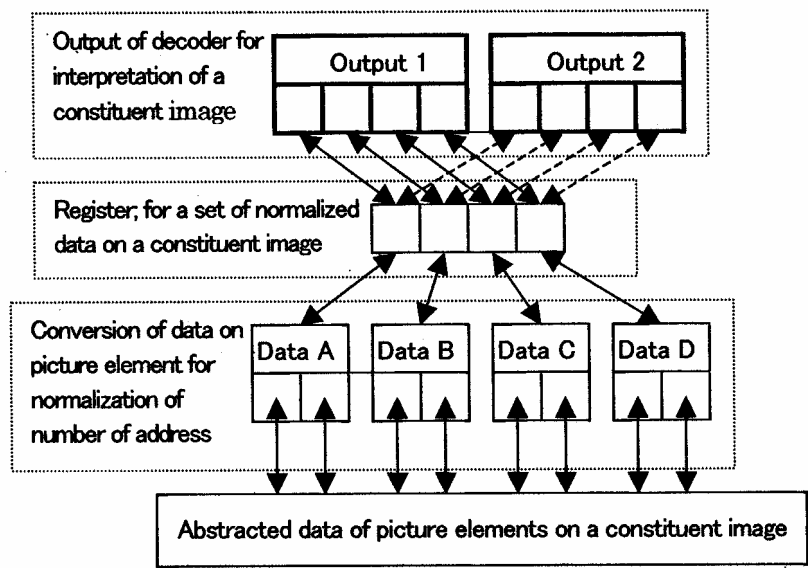 Output of decoder for
interpretation of a
constituent image
Output 1
Output 2
Register; for a set of normalized
data on a constituent image
Conversion of data on
picture element for
normalization of
number of address
Data A
Data B
Data C
Data D
Abstracted data of picture elements on a constituent image